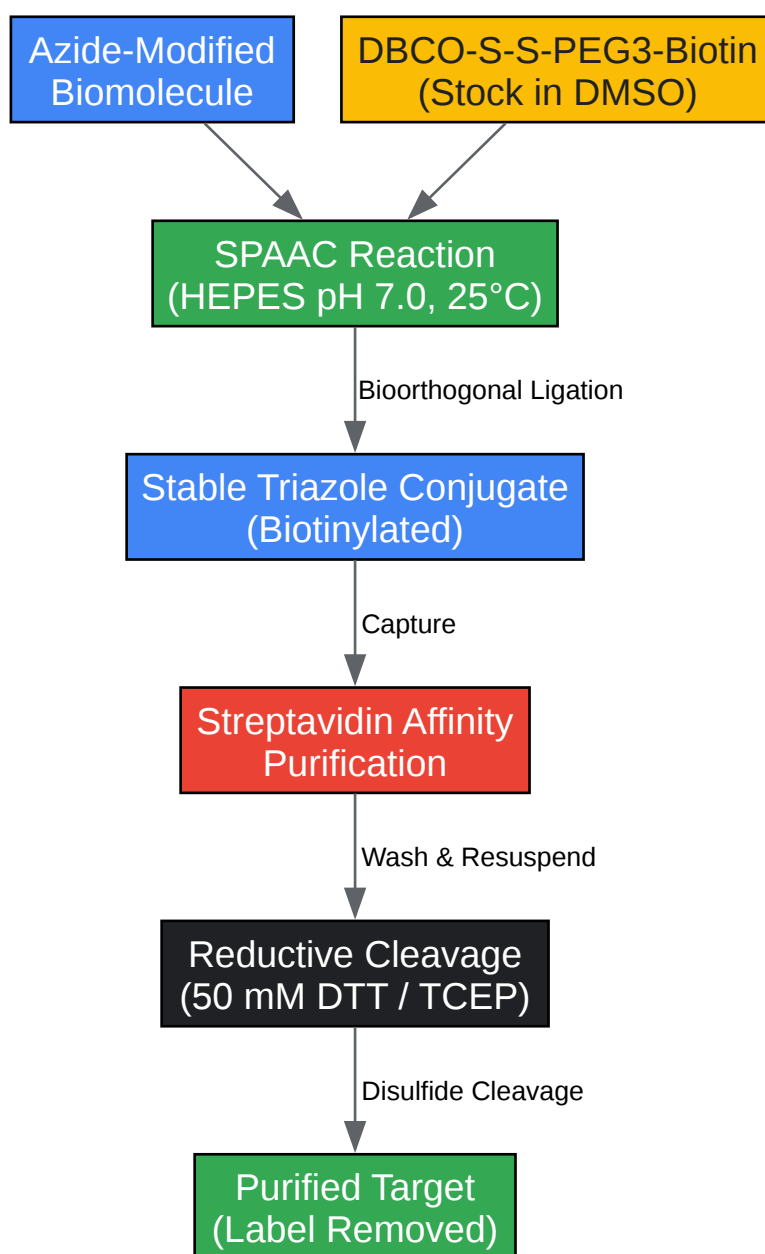 Azide-Modified
Biomolecule
DBCO-S-S-PEG3-Biotin
(Stock in DMSO)
SPAAC Reaction
(HEPES pH 7.0, 25°C)
Bioorthogonal Ligation
Stable Triazole Conjugate
(Biotinylated)
Capture
Streptavidin Affinity
Purification
Wash & Resuspend
Reductive Cleavage
(50 mM DTT / TCEP)
Disulfide Cleavage
Purified Target
(Label Removed)